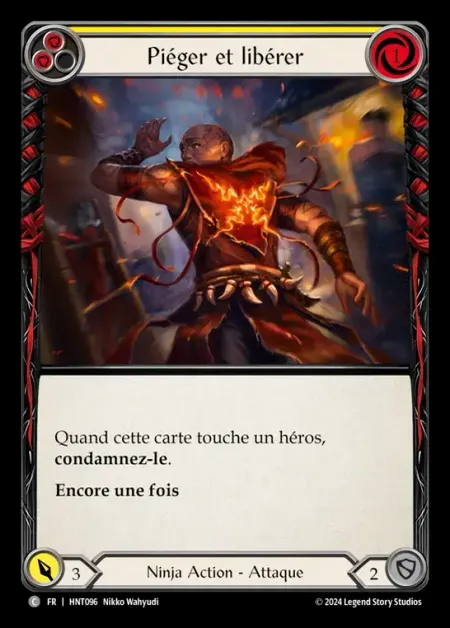 Piéger et libérer
1
Quand cette carte touche un héros,
condamnez-le.
Encore une fois
3
Ninja Action - Attaque
2
C FR | HNT096 Nikko Wahyudi
© 2024 Legend Story Studios